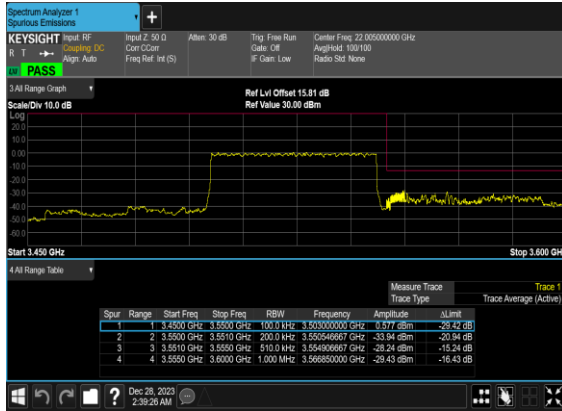 Spectrum Analyzer 1
Spurious Emissions
KEYSIGHT Input: RF Input Z: 50 Ω Atten: 30 dB Trig: Free Run Center Freq: 22.005000000 GHz
R T Coupling: DC Corr CCorr Gate: Off Avg|Hold: 100/100
Align: Auto Freq Ref: Int (S) IF Gain: Low Radio Std: None
PASS
3 All Range Graph
Ref Lvl Offset 15.81 dB
Scale/Div 10.0 dB Ref Value 30.00 dBm
Log
20.0
10.0
0.00
-10.0
-20.0
-30.0
-40.0
-50.0
-60.0
Start 3.450 GHz Stop 3.600 GH
4 All Range Table
Measure Trace Trace 1
Trace Type Trace Average (Active)
Spur Range Start Freq Stop Freq RBW Frequency Amplitude ΔLimit
1 1 3.4500 GHz 3.5500 GHz 100.0 kHz 3.503000000 GHz 0.577 dBm -29.42 dB
2 2 3.5500 GHz 3.5510 GHz 200.0 kHz 3.550546667 GHz -33.94 dBm -20.94 dB
3 3 3.5510 GHz 3.5550 GHz 510.0 kHz 3.554906667 GHz -28.24 dBm -15.24 dB
4 4 3.5550 GHz 3.6000 GHz 1.000 MHz 3.566850000 GHz -29.43 dBm -16.43 dB
? Dec 28, 2023
2:39:26 AM